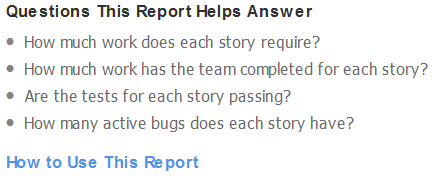 Questions This Report Helps Answer
• How much work does each story require?
• How much work has the team completed for each story?
• Are the tests for each story passing?
• How many active bugs does each story have?
How to Use This Report